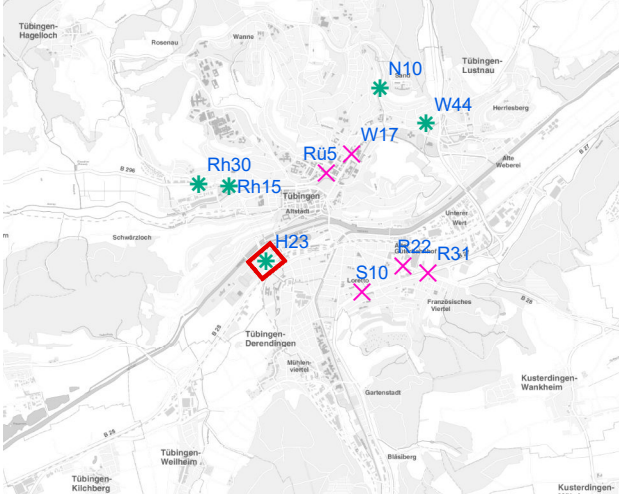 Tübingen-
Hagelloch
Rosenau
Wanne
N10
Sand
Tübingen-
Lustnau
W44
Herrlesberg
W17
Rü5
Alte
Weberei
B 27
B 296
Rh30
Rh15
Tübingen
Altstadt
Unterer
Wert
Schwärzloch
H23
R22
R31
S10
Loretto
Französisches
Viertel
B 28
B 28
Tübingen-
Derendingen
Mühlen-
viertel
Gartenstadt
Kusterdingen-
Wankheim
B 28
Tübingen-
Weilheim
Bläsiberg
Tübingen-
Kilchberg
Kusterdingen-